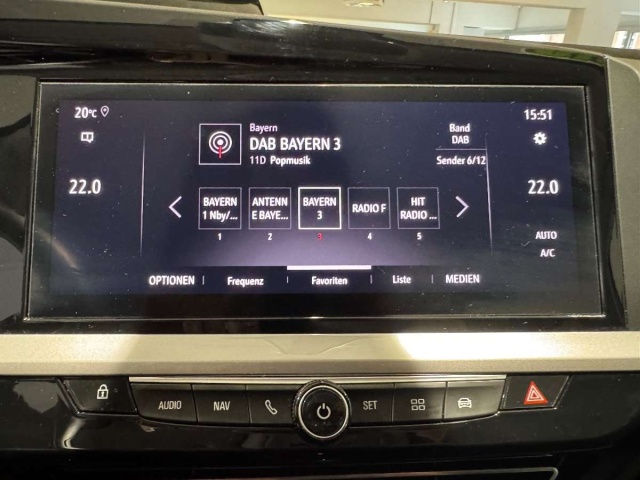 20°C
15:51
Bayern
DAB BAYERN 3
11D Popmusik
Band
DAB
Sender 6/12
22.0
22.0
BAYERN
1 Nby/...
ANTENN
E BAYE...
BAYERN
3
RADIO F
HIT
RADIO ...
1
2
3
4
5
AUTO
A/C
OPTIONEN
Frequenz
Favoriten
Liste
MEDIEN
AUDIO
NAV
SET